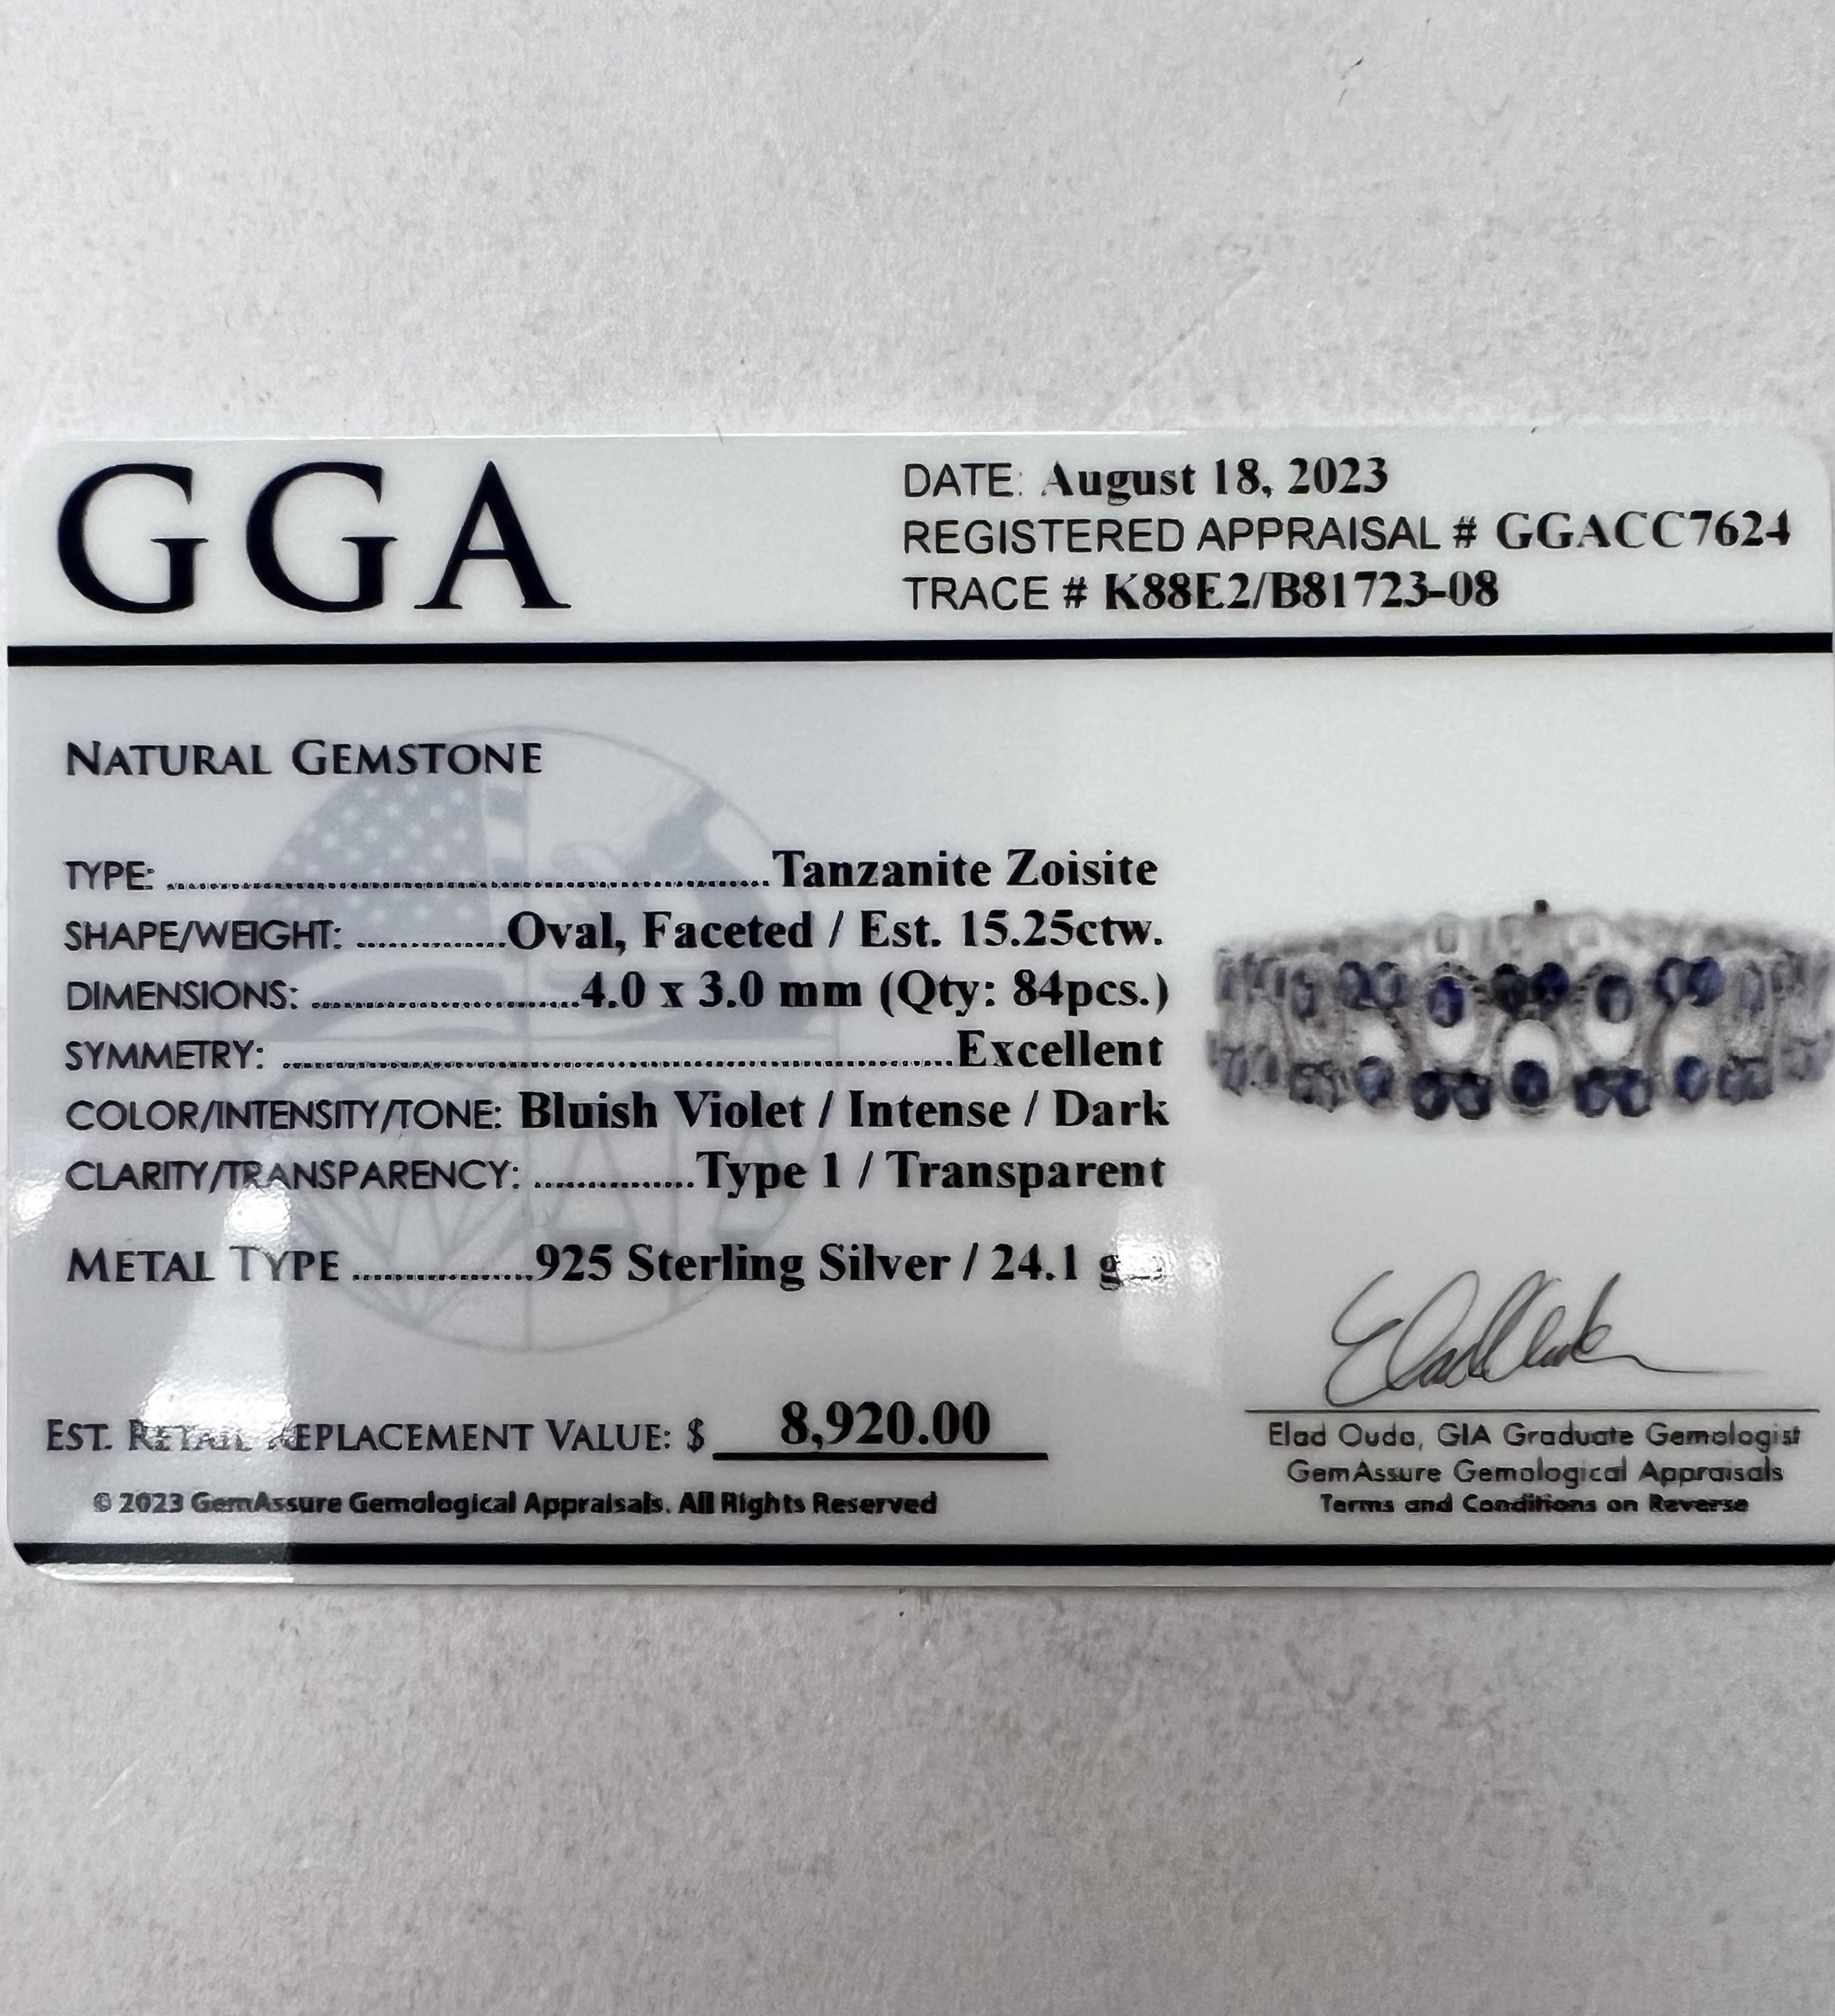 GGA
DATE: August 18, 2023
REGISTERED APPRAISAL # GGACC7624
TRACE # K88E2/B81723-08
NATURAL GEMSTONE
TYPE: ....................Tanzanite Zoisite
SHAPE/WEIGHT: ...............Oval, Faceted / Est. 15.25ctw.
DIMENSIONS: ....................4.0 x 3.0 mm (Qty: 84pcs.)
SYMMETRY: ....................Excellent
COLOR/INTENSITY/TONE: Bluish Violet / Intense / Dark
CLARITY/TRANSPARENCY: ...............Type 1 / Transparent
METAL TYPE .................925 Sterling Silver / 24.1
EST. RETAIL REPLACEMENT VALUE: $ 8,920.00
© 2023 GemAssure Gemological Appraisals. All Rights Reserved
Elad Ouda, GIA Graduate Gemologist
GemAssure Gemological Appraisals
Terms and Conditions on Reverse